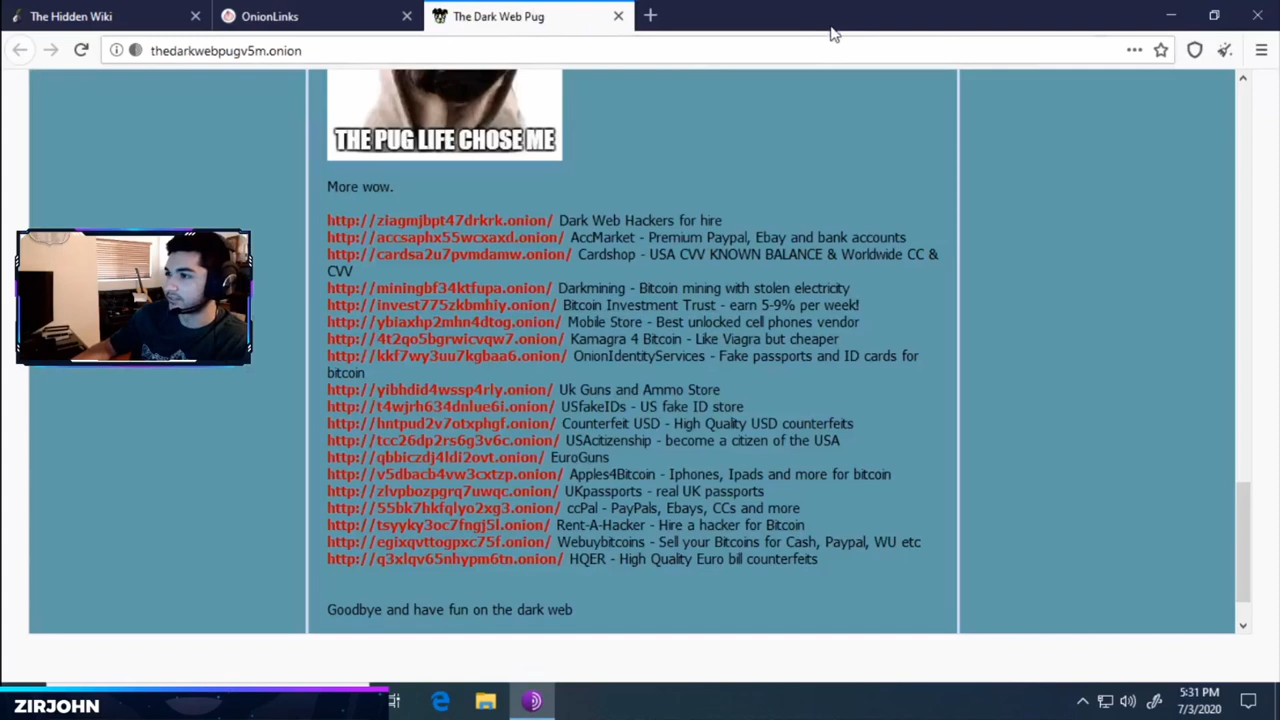 The Hidden Wiki
OnionLinks
The Dark Web Pug
thedarkwebpugv5m.onion
THE PUG LIFE CHOSE ME
More wow.
http://ziagmjbpt47drkrk.onion/ Dark Web Hackers for hire
http://accsaphx55wcxaxd.onion/ AccMarket - Premium Paypal, Ebay and bank accounts
http://cardsa2u7pvmdamw.onion/ Cardshop - USA CVV KNOWN BALANCE & Worldwide CC &
CVV
http://miningbf34ktfupa.onion/ Darkmining - Bitcoin mining with stolen electricity
http://invest775zkbmhiy.onion/ Bitcoin Investment Trust - earn 5-9% per week!
http://ybiaxhp2mhn4dtog.onion/ Mobile Store - Best unlocked cell phones vendor
http://4t2qo5bgrwicvqw7.onion/ Kamagra 4 Bitcoin - Like Viagra but cheaper
http://kkf7wy3uu7kgbaa6.onion/ OnionIdentityServices - Fake passports and ID cards for
bitcoin
http://yibhdid4wssp4rly.onion/ Uk Guns and Ammo Store
http://t4wjrh634dnlue6i.onion/ USfakeIDs - US fake ID store
http://hntpud2v7otxphgf.onion/ Counterfeit USD - High Quality USD counterfeits
http://tcc26dp2rs6g3v6c.onion/ USAcitizenship - become a citizen of the USA
http://qbbiczdj4ldi2ovt.onion/ EuroGuns
http://v5dbacb4vw3cxtzp.onion/ Apples4Bitcoin - Iphones, Ipads and more for bitcoin
http://zlvpbozpgrq7uwqc.onion/ UKpassports - real UK passports
http://55bk7hkfqlyo2xg3.onion/ ccPal - PayPals, Ebays, CCs and more
http://tsyyky3oc7fngj5l.onion/ Rent-A-Hacker - Hire a hacker for Bitcoin
http://egixqvttogpxc75f.onion/ Webuybitcoins - Sell your Bitcoins for Cash, Paypal, WU etc
http://q3xlqv65nhypm6tn.onion/ HQER - High Quality Euro bill counterfeits
Goodbye and have fun on the dark web
ZIRJOHN
5:31 PM
7/3/2020